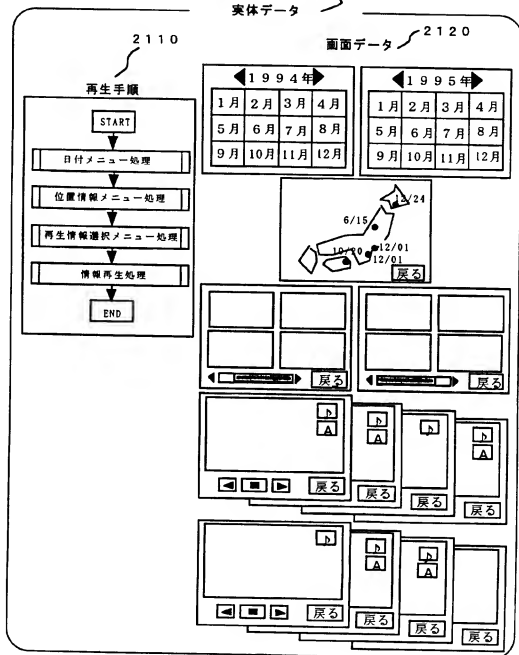 実体データ
2110
再生手順
START
日付メニュー処理
位置情報メニュー処理
再生情報選択メニュー処理
情報再生処理
END
画面データ
2120
1994年
1月 2月 3月 4月
5月 6月 7月 8月
9月 10月 11月 12月
1995年
1月 2月 3月 4月
5月 6月 7月 8月
9月 10月 11月 12月
12/24
6/15
10/20
12/01
12/01
戻る
戻る
戻る
♪
A
戻る
♪
A
戻る
♪
戻る
♪
A
戻る
♪
戻る
♪
A
戻る
♪
A
戻る